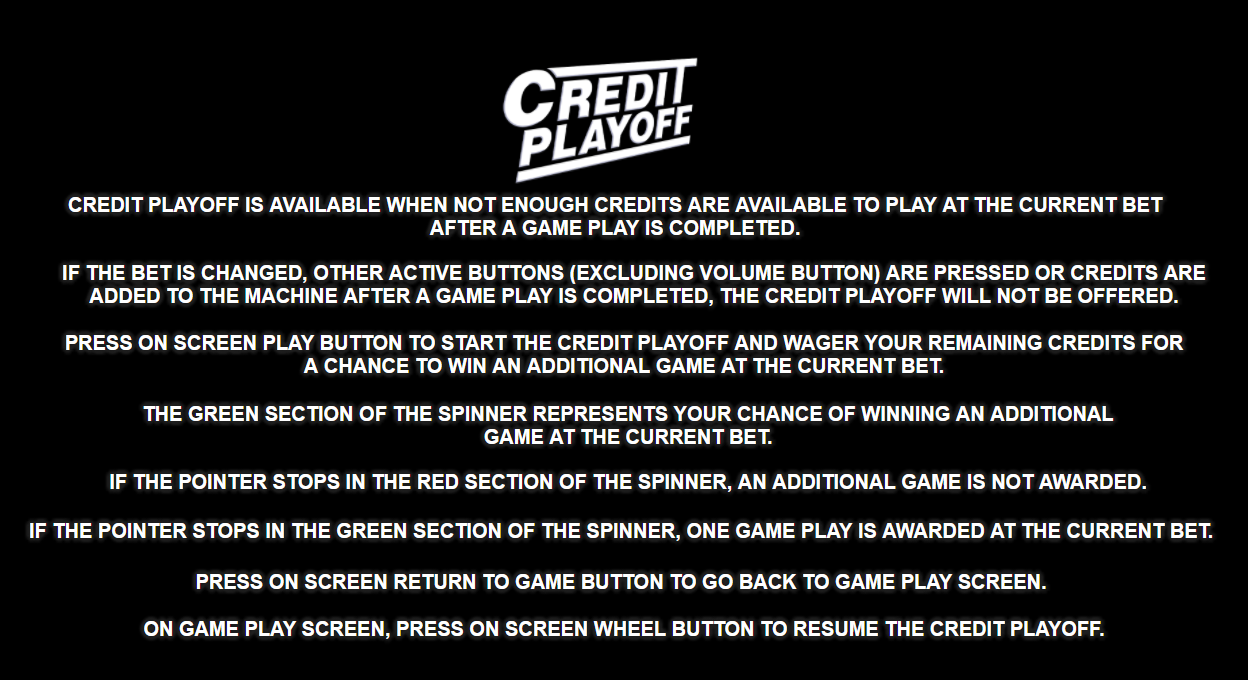 CREDIT
PLAYOFF
CREDIT PLAYOFF IS AVAILABLE WHEN NOT ENOUGH CREDITS ARE AVAILABLE TO PLAY AT THE CURRENT BET
AFTER A GAME PLAY IS COMPLETED.
IF THE BET IS CHANGED, OTHER ACTIVE BUTTONS (EXCLUDING VOLUME BUTTON) ARE PRESSED OR CREDITS ARE
ADDED TO THE MACHINE AFTER A GAME PLAY IS COMPLETED, THE CREDIT PLAYOFF WILL NOT BE OFFERED.
PRESS ON SCREEN PLAY BUTTON TO START THE CREDIT PLAYOFF AND WAGER YOUR REMAINING CREDITS FOR
A CHANCE TO WIN AN ADDITIONAL GAME AT THE CURRENT BET.
THE GREEN SECTION OF THE SPINNER REPRESENTS YOUR CHANCE OF WINNING AN ADDITIONAL
GAME AT THE CURRENT BET.
IF THE POINTER STOPS IN THE RED SECTION OF THE SPINNER, AN ADDITIONAL GAME IS NOT AWARDED.
IF THE POINTER STOPS IN THE GREEN SECTION OF THE SPINNER, ONE GAME PLAY IS AWARDED AT THE CURRENT BET.
PRESS ON SCREEN RETURN TO GAME BUTTON TO GO BACK TO GAME PLAY SCREEN.
ON GAME PLAY SCREEN, PRESS ON SCREEN WHEEL BUTTON TO RESUME THE CREDIT PLAYOFF.